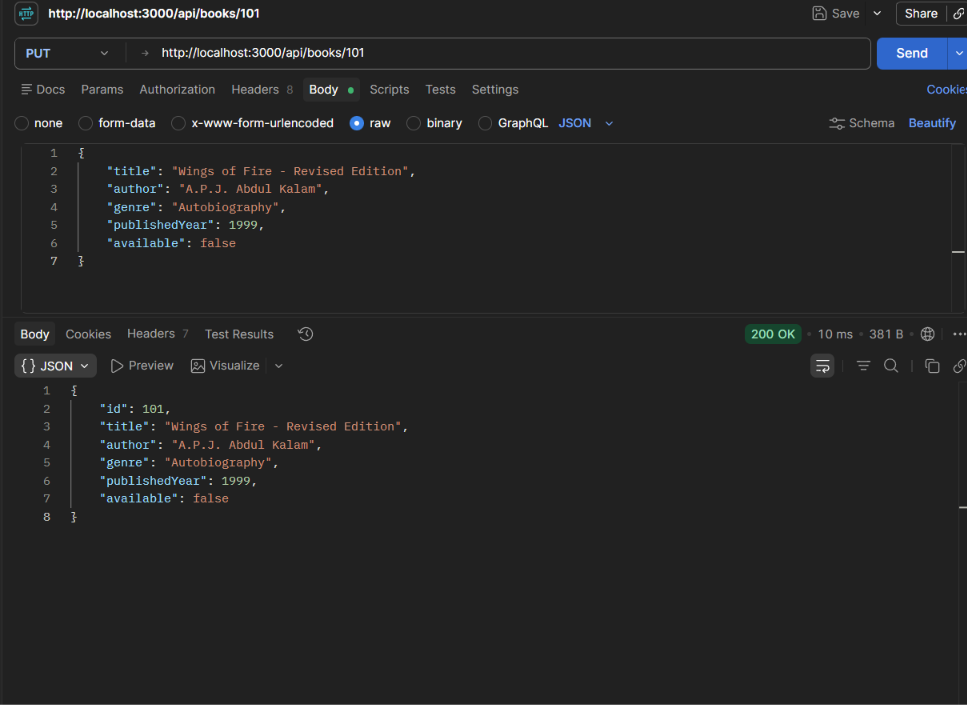 HTTP http://localhost:3000/api/books/101 Save Share
PUT http://localhost:3000/api/books/101 Send
Docs Params Authorization Headers 8 Body Scripts Tests Settings Cookies
none form-data x-www-form-urlencoded raw binary GraphQL JSON Schema Beautify
1 {
2 "title": "Wings of Fire - Revised Edition",
3 "author": "A.P.J. Abdul Kalam",
4 "genre": "Autobiography",
5 "publishedYear": 1999,
6 "available": false
7 }
Body Cookies Headers 7 Test Results 200 OK • 10 ms • 381 B • •••
{} JSON Preview Visualize
1 {
2 "id": 101,
3 "title": "Wings of Fire - Revised Edition",
4 "author": "A.P.J. Abdul Kalam",
5 "genre": "Autobiography",
6 "publishedYear": 1999,
7 "available": false
8 }